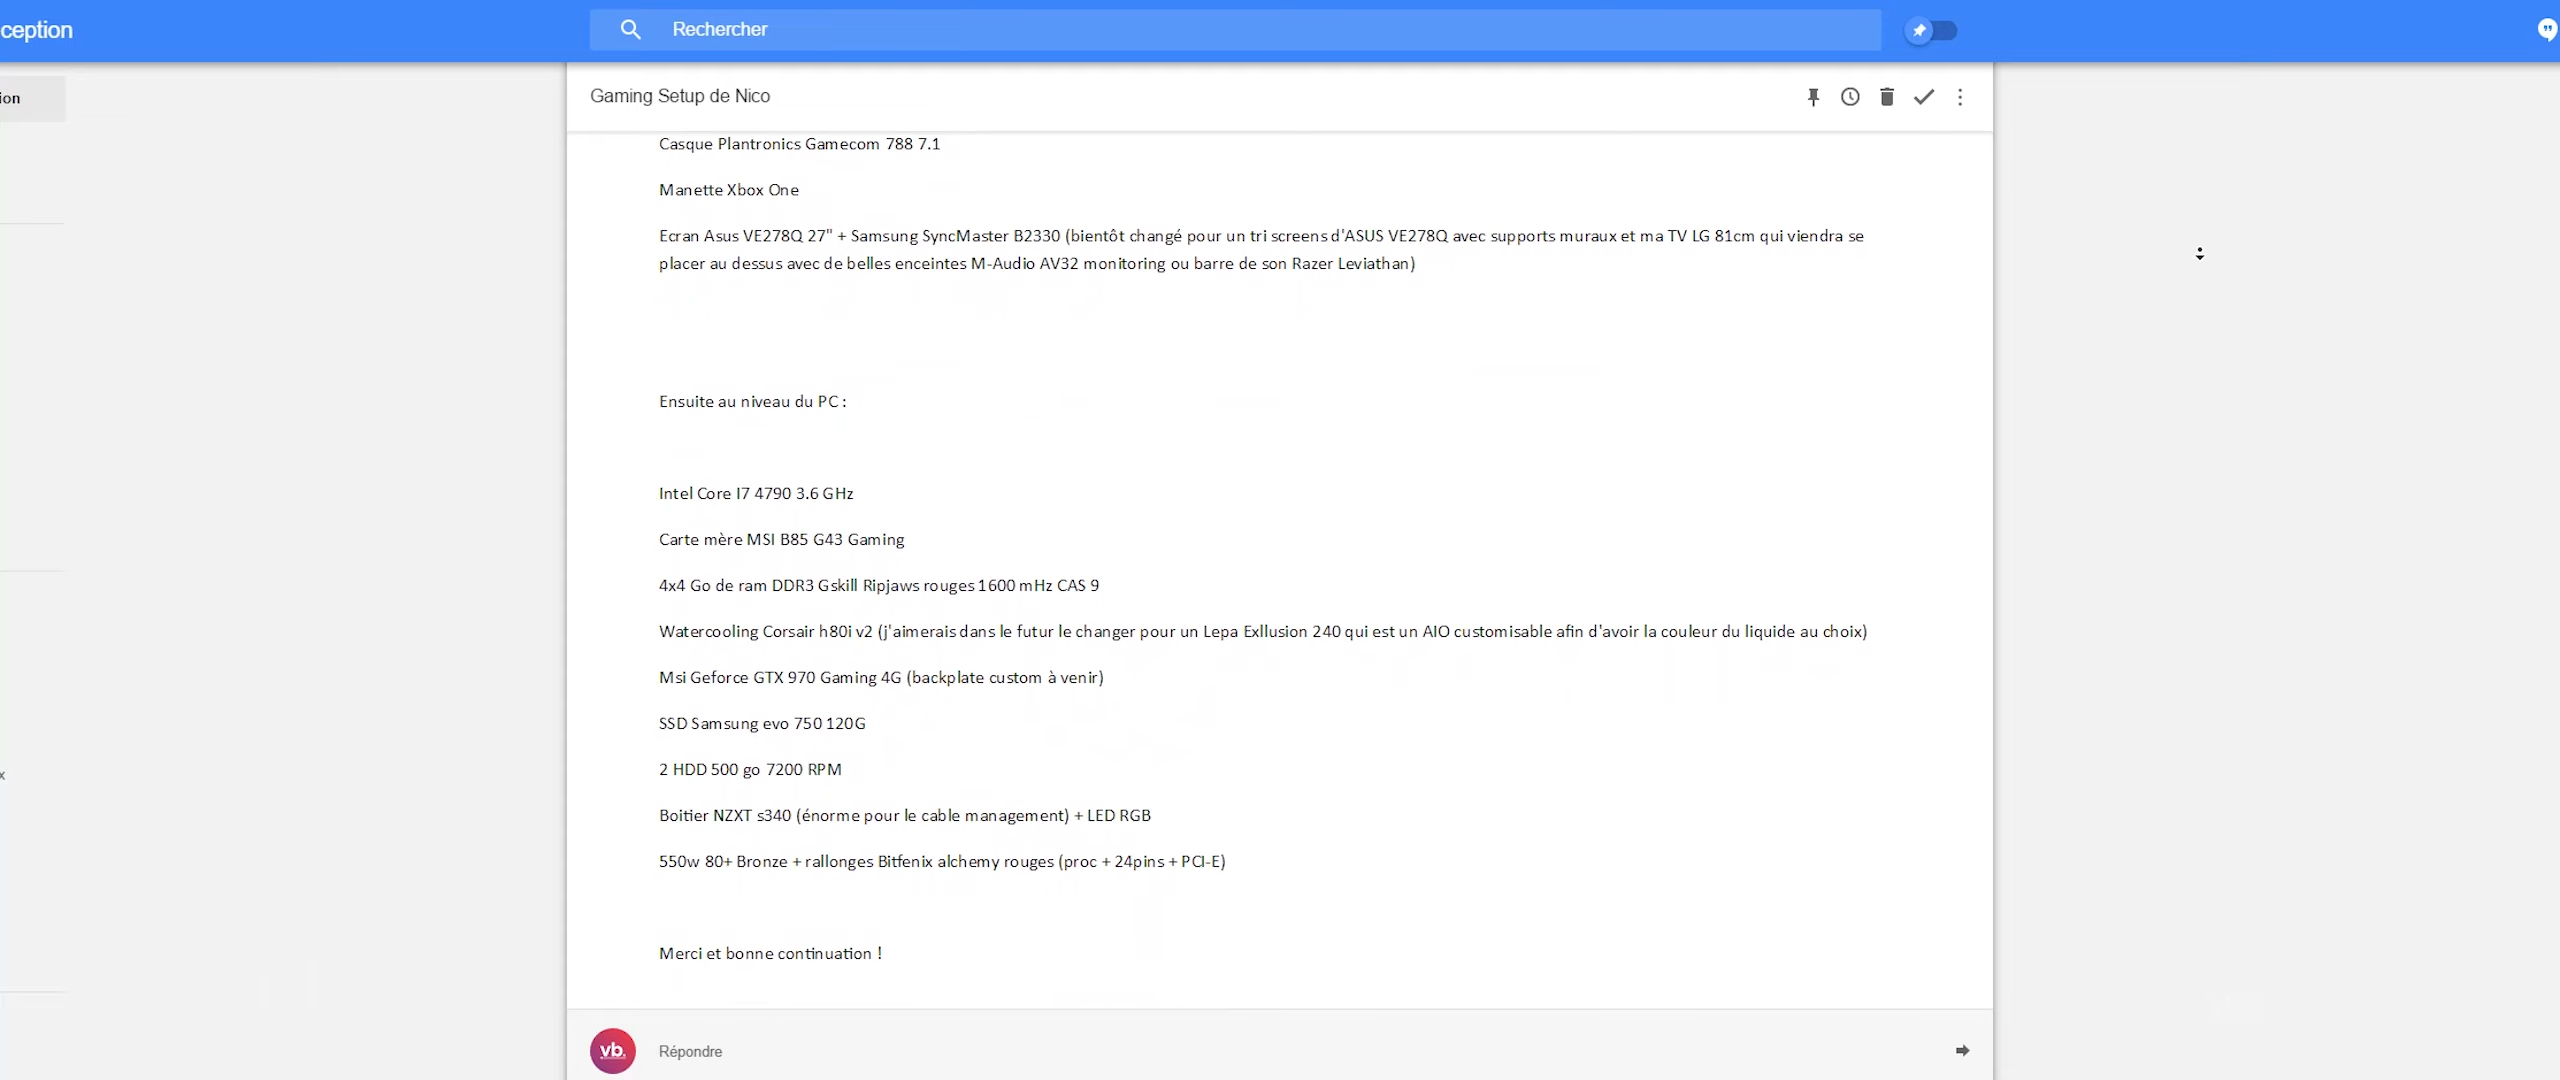 ception
Rechercher
ion
Gaming Setup de Nico
Casque Plantronics Gamecom 788 7.1
Manette Xbox One
Ecran Asus VE278Q 27" + Samsung SyncMaster B2330 (bientôt changé pour un tri screens d'ASUS VE278Q avec supports muraux et ma TV LG 81cm qui viendra se
placer au dessus avec de belles enceintes M-Audio AV32 monitoring ou barre de son Razer Leviathan)
Ensuite au niveau du PC :
Intel Core I7 4790 3.6 GHz
Carte mère MSI B85 G43 Gaming
4x4 Go de ram DDR3 Gskill Ripjaws rouges 1600 mHz CAS 9
Watercooling Corsair h80i v2 (j'aimerais dans le futur le changer pour un Lepa Exllusion 240 qui est un AIO customisable afin d'avoir la couleur du liquide au choix)
Msi Geforce GTX 970 Gaming 4G (backplate custom à venir)
SSD Samsung evo 750 120G
2 HDD 500 go 7200 RPM
x
Boitier NZXT s340 (énorme pour le cable management) + LED RGB
550w 80+ Bronze + rallonges Bitfenix alchemy rouges (proc + 24pins + PCI-E)
Merci et bonne continuation !
vb.
Répondre